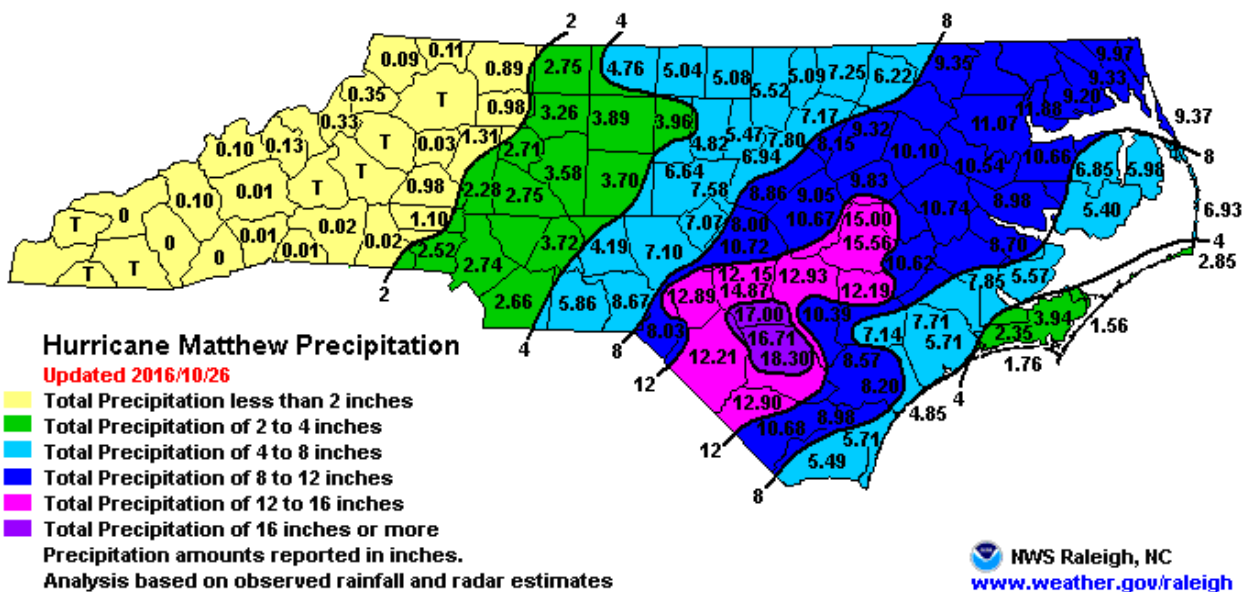 2 4 8
0.09 0.11 0.89 2.75 4.76 5.04 5.08 5.52 5.09 7.25 6.22 9.35 9.97
0.35 T 0.98 3.26 3.89 3.96 7.17 11.88 9.20 9.33 9.37
0.33 T 0.03 1.31 4.82 5.47 7.80 8.15 9.32 11.07
0.10 0.13 2.71 6.94 10.10 10.54 10.66 8
T T 0.98 2.28 2.75 3.58 3.70 6.64 7.58 8.86 9.05 9.83 8.98 6.85 5.98
0.10 0.01 5.40 6.93
T 0 0.02 1.10 7.07 8.00 10.67 15.00 10.74
0 0.01 0.01 0.02 2.52 3.72 4.19 7.10 10.72 15.56 8.70 4
T T 0 2.74 12.15 12.93 10.62 5.57 2.85
2 2.66 5.86 8.67 12.89 14.87 12.19 7.85
8.03 17.00 10.39 7.14 7.71 2.35 3.94 1.56
4 8 16.71 5.71
12.21 18.30 8.57 1.76
12 8.20 4
12.90 8.98 4.85
12 10.68 5.71
8 5.49
Hurricane Matthew Precipitation
Updated 2016/10/26
Total Precipitation less than 2 inches
Total Precipitation of 2 to 4 inches
Total Precipitation of 4 to 8 inches
Total Precipitation of 8 to 12 inches
Total Precipitation of 12 to 16 inches
Total Precipitation of 16 inches or more
Precipitation amounts reported in inches.
Analysis based on observed rainfall and radar estimates
NWS Raleigh, NC
www.weather.gov/raleigh